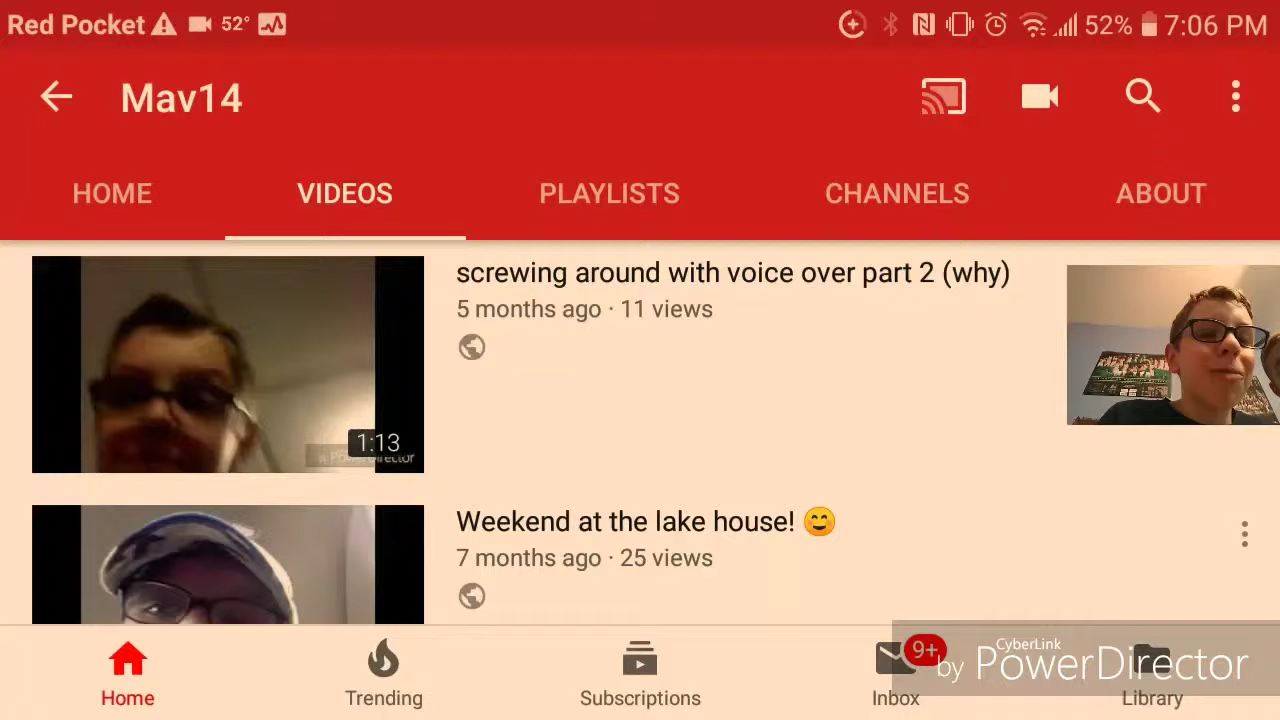 Red Pocket 52° 52% 7:06 PM
Mav14
HOME VIDEOS PLAYLISTS CHANNELS ABOUT
screwing around with voice over part 2 (why)
5 months ago · 11 views
1:13
PowerDirector
Weekend at the lake house! 😊
7 months ago · 25 views
9+
CyberLink
by PowerDirector
Home Trending Subscriptions Inbox Library